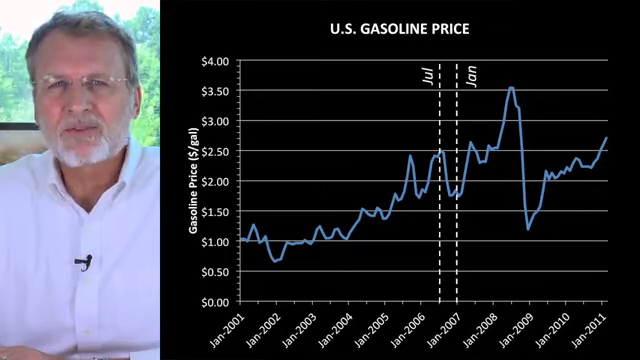 U.S. GASOLINE PRICE
Jul
Jan
Gasoline Price ($/gal)
$4.00
$3.50
$3.00
$2.50
$2.00
$1.50
$1.00
$0.50
$0.00
Jan-2001
Jan-2002
Jan-2003
Jan-2004
Jan-2005
Jan-2006
Jan-2007
Jan-2008
Jan-2009
Jan-2010
Jan-2011